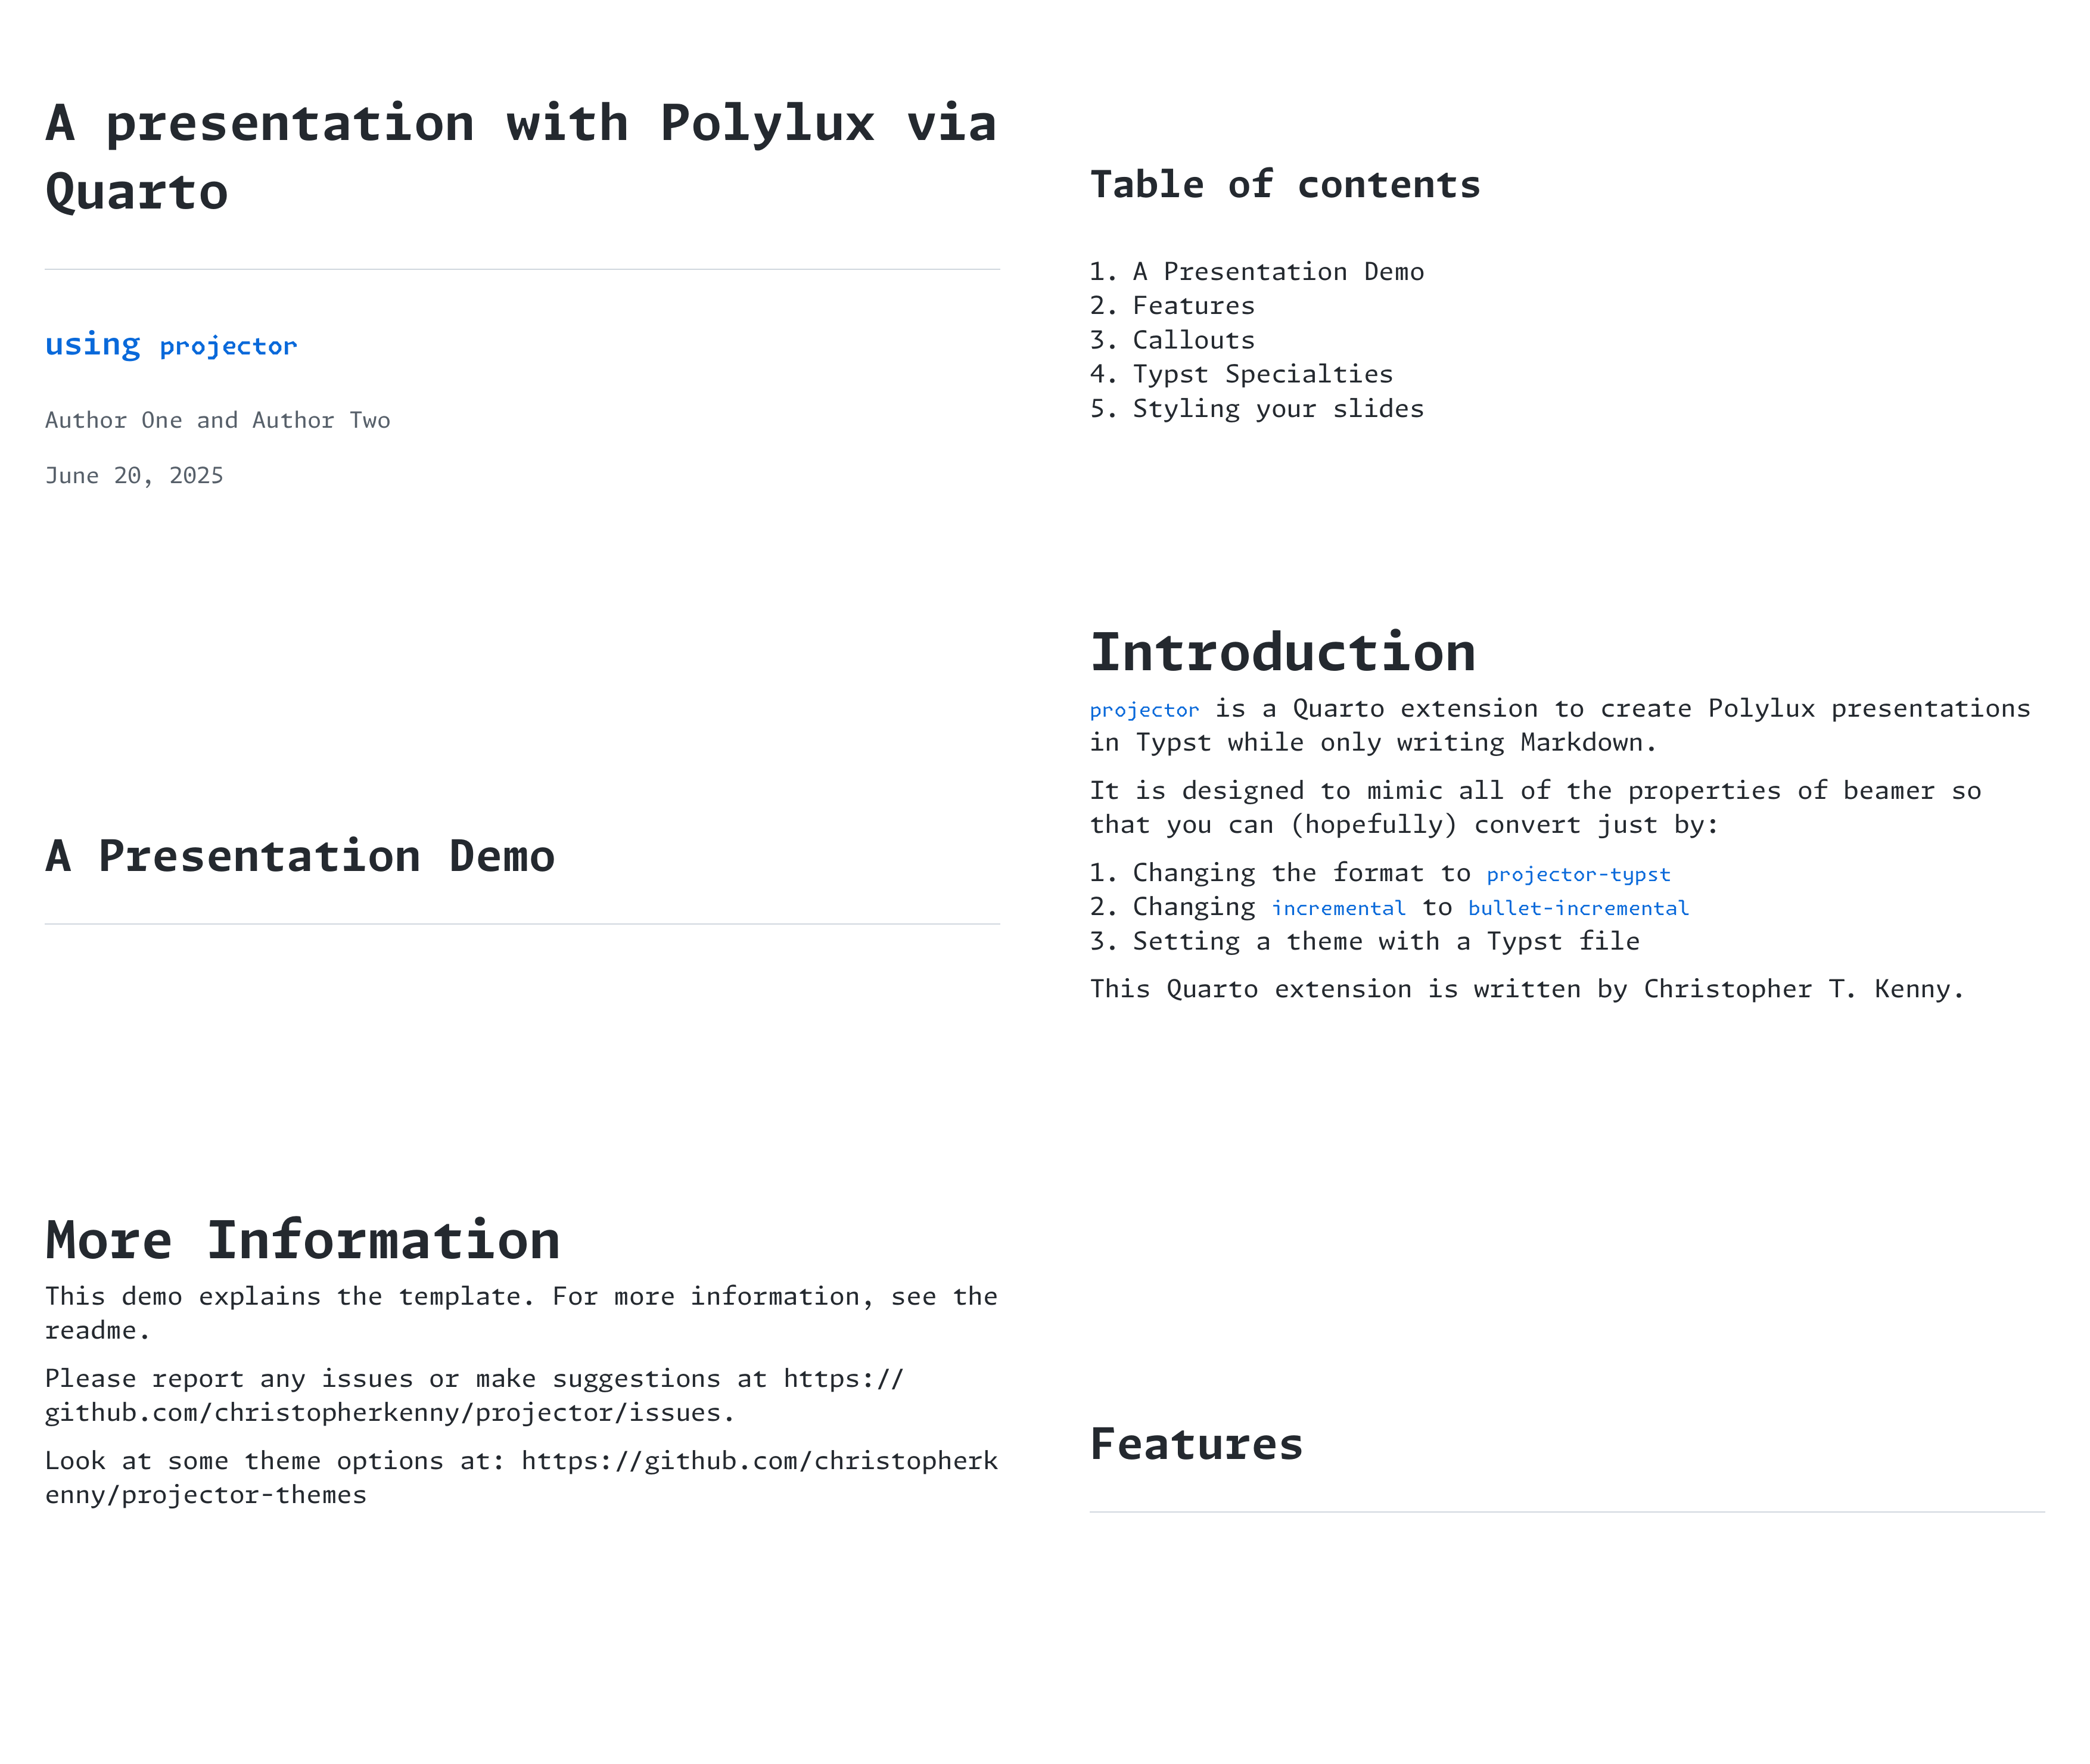 A presentation with Polylux via
Quarto
using projector
Author One and Author Two
June 20, 2025
Table of contents
1. A Presentation Demo
2. Features
3. Callouts
4. Typst Specialties
5. Styling your slides
A Presentation Demo
Introduction
projector is a Quarto extension to create Polylux presentations
in Typst while only writing Markdown.
It is designed to mimic all of the properties of beamer so
that you can (hopefully) convert just by:
1. Changing the format to projector-typst
2. Changing incremental to bullet-incremental
3. Setting a theme with a Typst file
This Quarto extension is written by Christopher T. Kenny.
More Information
This demo explains the template. For more information, see the
readme.
Please report any issues or make suggestions at https://
github.com/christopherkenny/projector/issues.
Look at some theme options at: https://github.com/christopherk
enny/projector-themes
Features